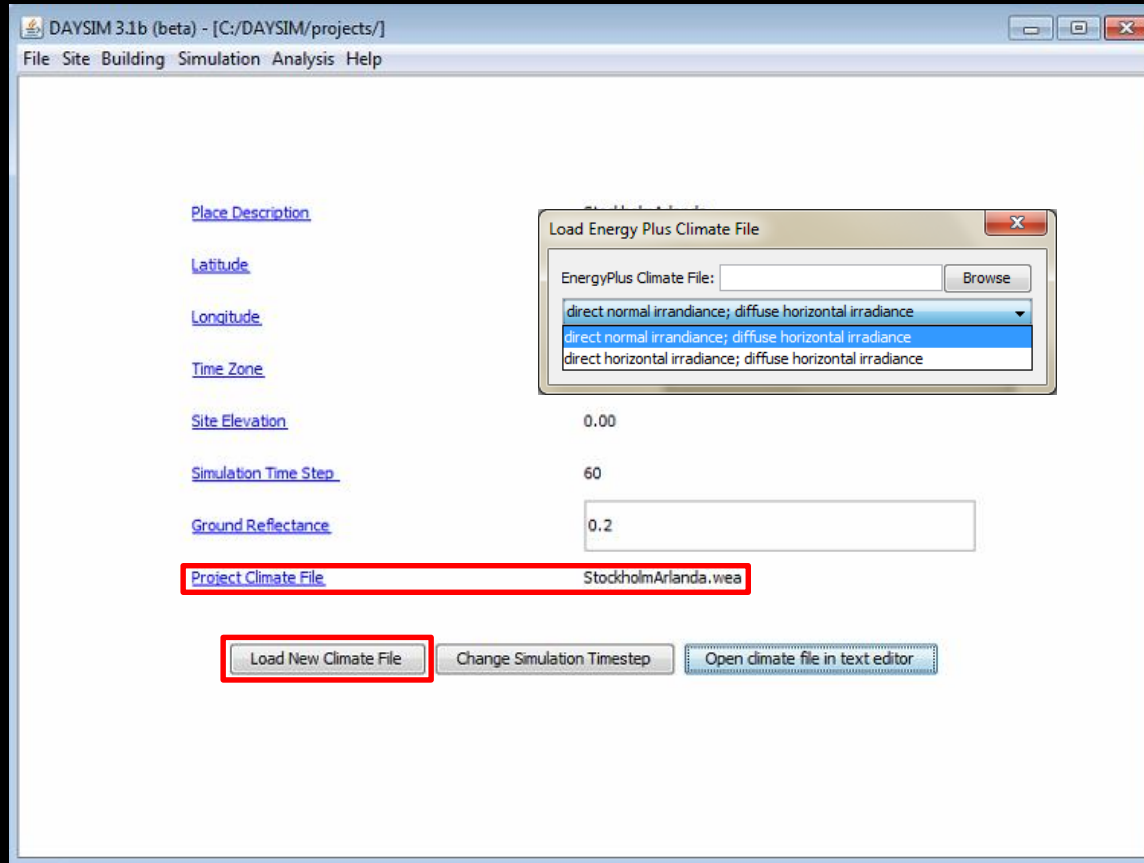 DAYSIM 3.1b (beta) - [C:/DAYSIM/projects/]
File Site Building Simulation Analysis Help
Place Description
Latitude
Longitude
Time Zone
Site Elevation 0.00
Simulation Time Step 60
Ground Reflectance 0.2
Project Climate File StockholmArlanda.wea
Load New Climate File Change Simulation Timestep Open climate file in text editor
Load Energy Plus Climate File
EnergyPlus Climate File: Browse
direct normal irrandiance; diffuse horizontal irradiance
direct normal irrandiance; diffuse horizontal irradiance
direct horizontal irradiance; diffuse horizontal irradiance